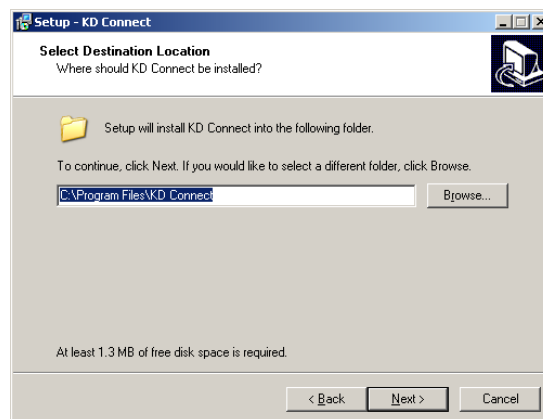 Setup - KD Connect
Select Destination Location
Where should KD Connect be installed?
Setup will install KD Connect into the following folder.
To continue, click Next. If you would like to select a different folder, click Browse.
C:\Program Files\KD Connect
Browse...
At least 1.3 MB of free disk space is required.
< Back
Next >
Cancel